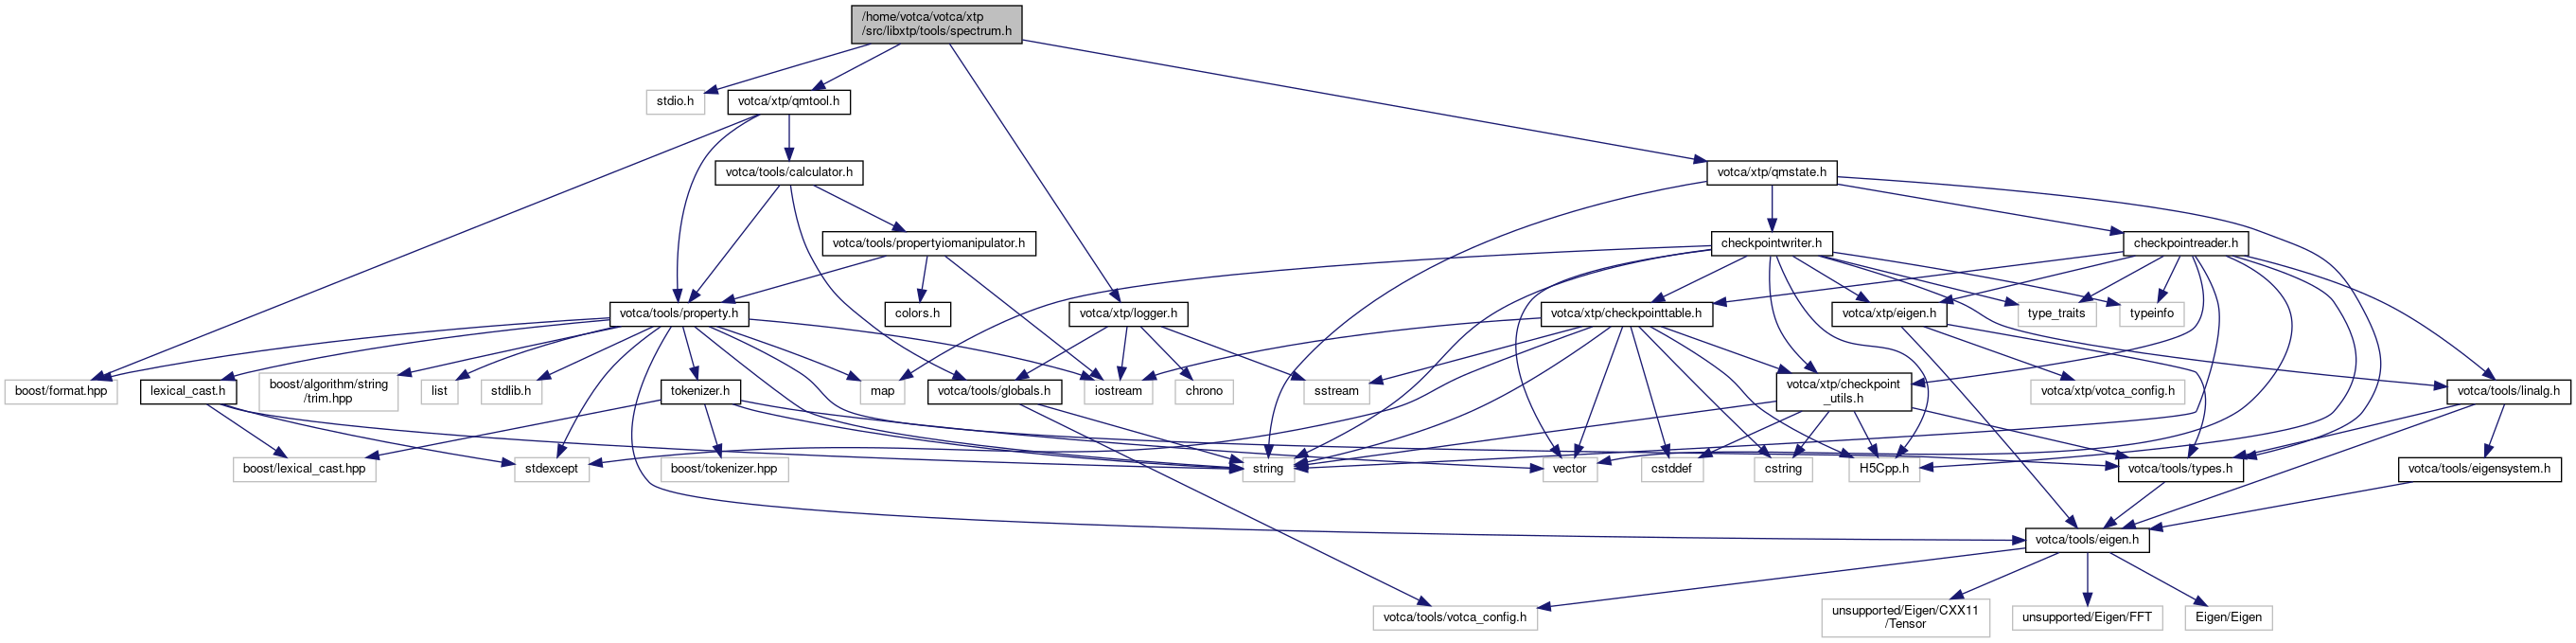 /home/votca/votca/xtp
/src/libxtp/tools/spectrum.h
stdio.h
votca/xtp/qmtool.h
votca/tools/calculator.h
votca/xtp/qmstate.h
votca/tools/propertyiomanipulator.h
checkpointwriter.h
checkpointreader.h
votca/tools/property.h
colors.h
votca/xtp/logger.h
votca/xtp/checkpointtable.h
votca/xtp/eigen.h
type_traits
typeinfo
boost/format.hpp
lexical_cast.h
boost/algorithm/string
/trim.hpp
list
stdlib.h
tokenizer.h
map
votca/tools/globals.h
iostream
chrono
sstream
votca/xtp/checkpoint
_utils.h
votca/xtp/votca_config.h
votca/tools/linalg.h
boost/lexical_cast.hpp
stdexcept
boost/tokenizer.hpp
string
vector
cstddef
cstring
H5Cpp.h
votca/tools/types.h
votca/tools/eigensystem.h
votca/tools/eigen.h
votca/tools/votca_config.h
unsupported/Eigen/CXX11
/Tensor
unsupported/Eigen/FFT
Eigen/Eigen